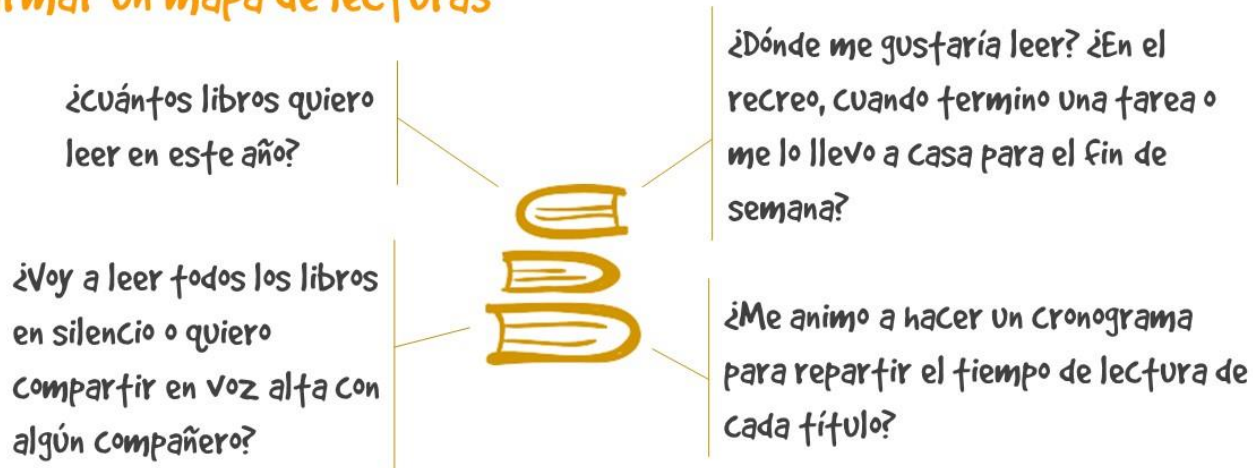 un mapa de lecturas
¿Cuántos libros quiero
leer en este año?
¿Dónde me gustaría leer? ¿En el
recreo, cuando termino una tarea o
me lo llevo a casa para el fin de
semana?
¿Voy a leer todos los libros
en silencio o quiero
compartir en voz alta con
algún compañero?
¿Me animo a hacer un cronograma
para repartir el tiempo de lectura de
cada título?